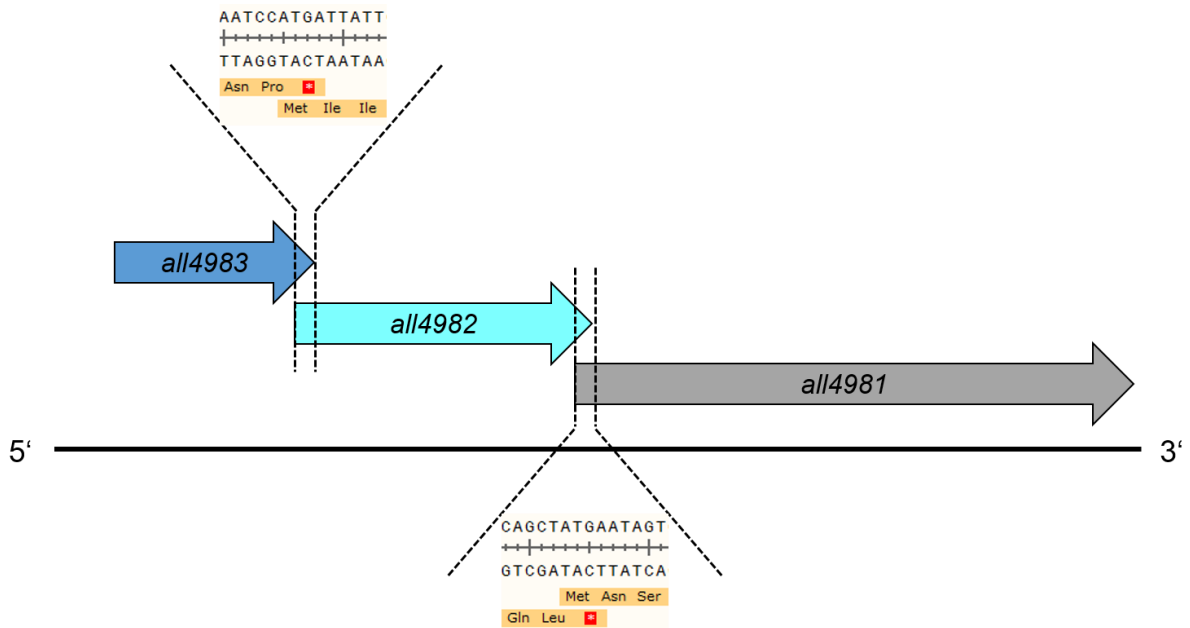 AATCCATGATTATT
TTAGGTACTAATAA
Asn Pro *
Met Ile Ile
all4983
all4982
all4981
5‘ 3‘
CAGCTATGAATAGT
GTCGATACTTATCA
Met Asn Ser
Gln Leu *